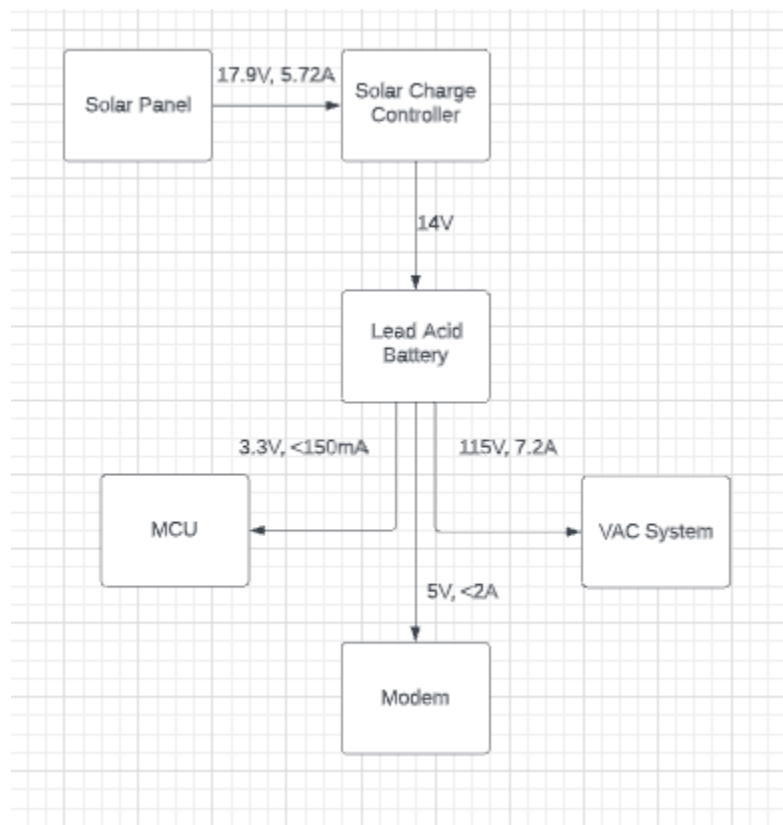 17.9V, 5.72A
Solar Panel
Solar Charge
Controller
14V
Lead Acid
Battery
3.3V, <150mA
115V, 7.2A
MCU
VAC System
5V, <2A
Modem